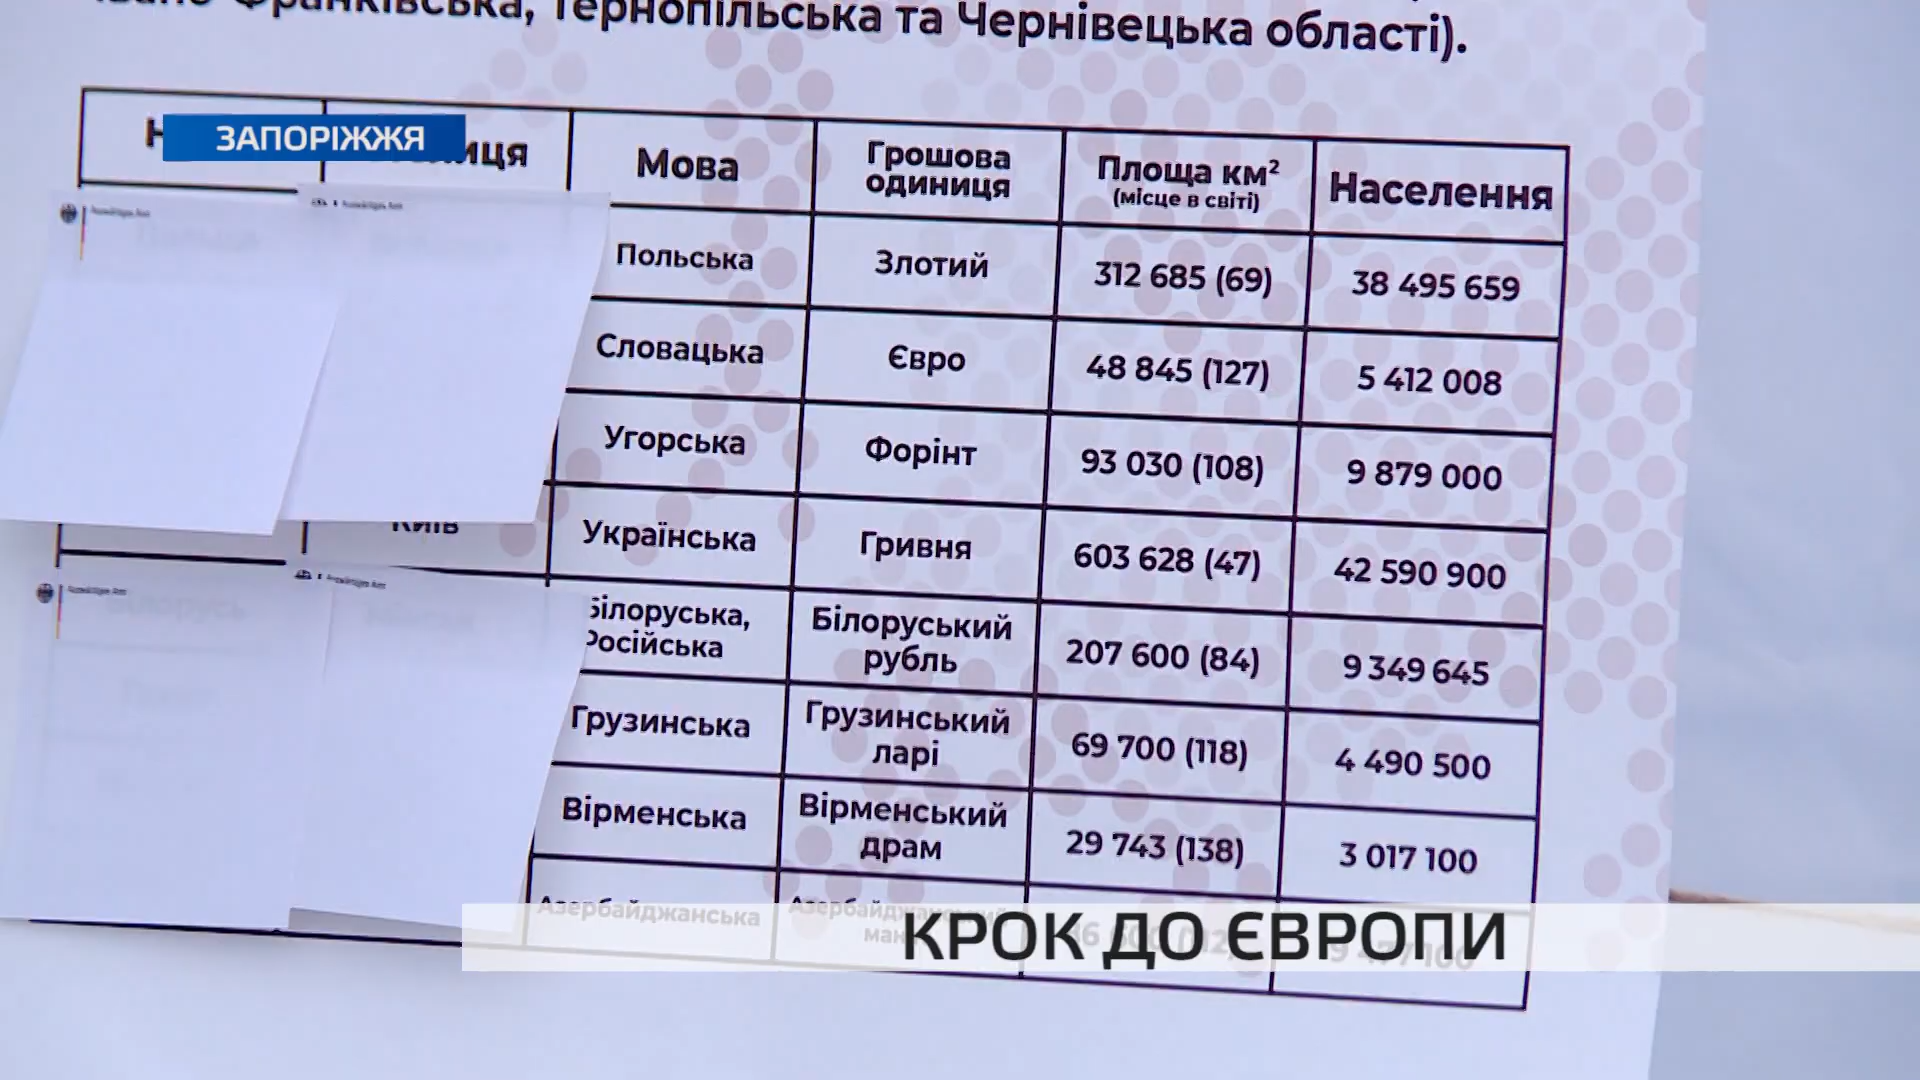 Тернопільська та Чернівецька області).
ЗАПОРІЖЖЯ
Мова
Грошова
одиниця
Площа км²
(місце в світі)
Населення
Польська Злотий 312 685 (69) 38 495 659
Словацька Євро 48 845 (127) 5 412 008
Угорська Форінт 93 030 (108) 9 879 000
Київ Українська Гривня 603 628 (47) 42 590 900
Білоруська,
Російська
Білоруський
рубль
207 600 (84) 9 349 645
Грузинська
Грузинський
ларі
69 700 (118) 4 490 500
Вірменська
Вірменський
драм
29 743 (138) 3 017 100
Азербайджанська
КРОК ДО ЄВРОПИ